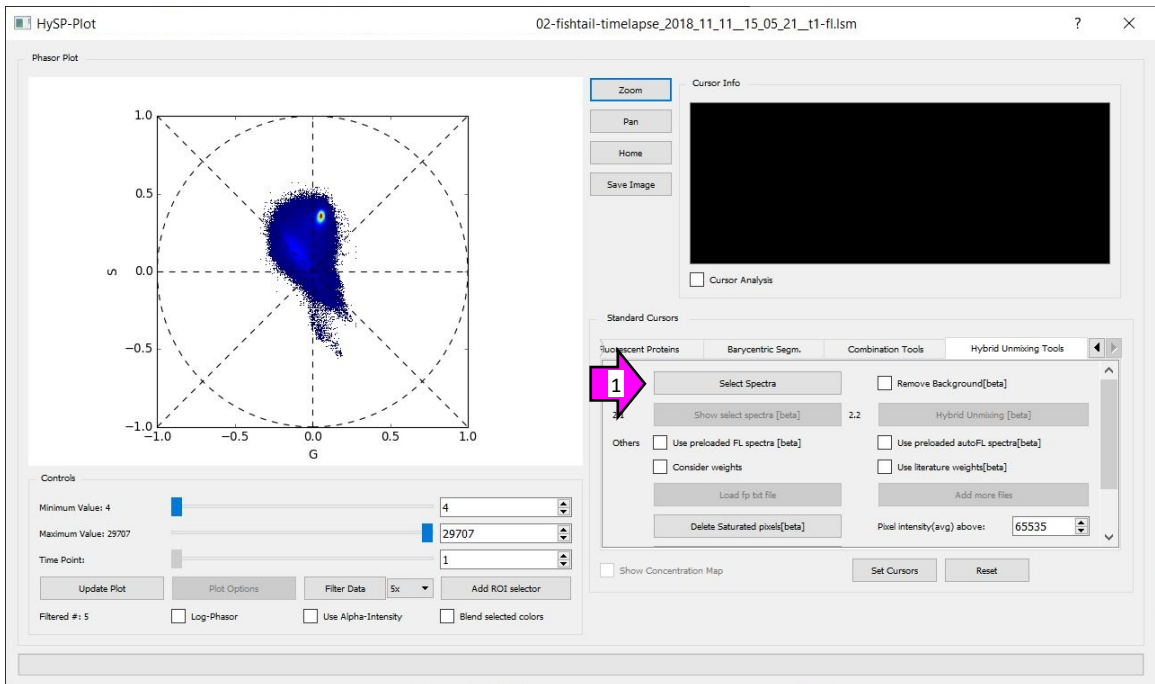 HySP-Plot
02-fishtail-timelapse_2018_11_11__15_05_21__t1-fl.lsm
?
Phasor Plot
1.0
0.5
0.0
−0.5
−1.0
−1.0 −0.5 0.0 0.5 1.0
S
G
Zoom
Pan
Home
Save Image
Cursor Info
Cursor Analysis
Controls
Minimum Value: 4
4
Maximum Value: 29707
29707
Time Point:
1
Update Plot Plot Options Filter Data 5x Add ROI selector
Filtered #: 5 Log-Phasor Use Alpha-Intensity Blend selected colors
Standard Cursors
Fluorescent Proteins Barycentric Segm. Combination Tools Hybrid Unmixing Tools
1
Select Spectra Remove Background[beta]
Show select spectra [beta] 2.2 Hybrid Unmixing [beta]
Others Use preloaded FL spectra [beta] Use preloaded autoFL spectra[beta]
Consider weights Use literature weights[beta]
Load fp txt file Add more files
Delete Saturated pixels[beta] Pixel intensity(avg) above: 65535
Show Concentration Map Set Cursors Reset